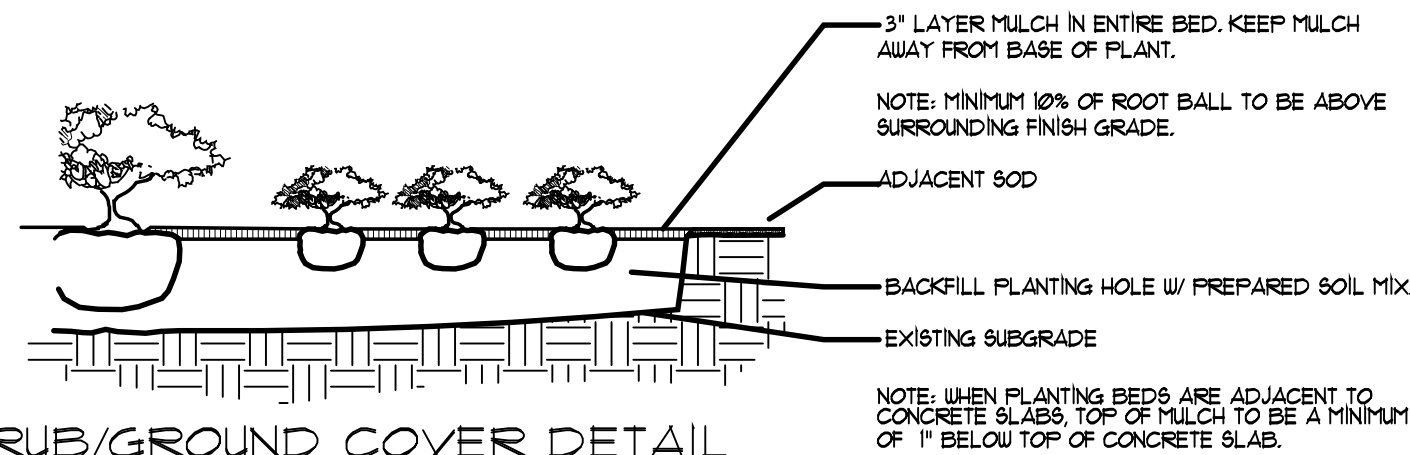 3" LAYER MULCH IN ENTIRE BED. KEEP MULCH
AWAY FROM BASE OF PLANT.
NOTE: MINIMUM 10% OF ROOT BALL TO BE ABOVE
SURROUNDING FINISH GRADE.
ADJACENT SOD
BACKFILL PLANTING HOLE W/ PREPARED SOIL MIX
EXISTING SUBGRADE
NOTE: WHEN PLANTING BEDS ARE ADJACENT TO
CONCRETE SLABS, TOP OF MULCH TO BE A MINIMUM
OF 1" BELOW TOP OF CONCRETE SLAB.
RUB/GROUND COVER DETAIL